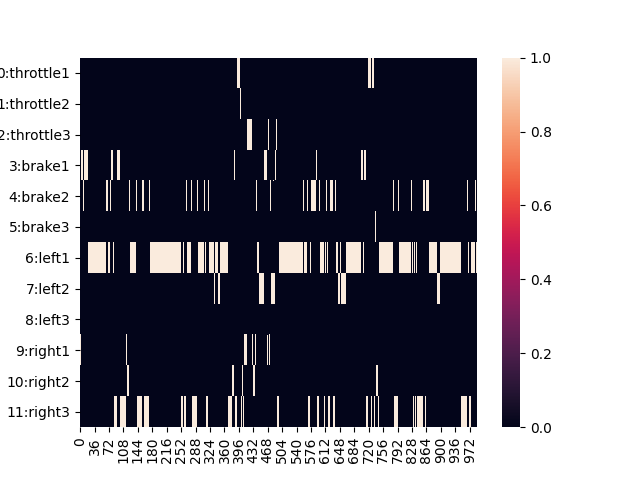 0:throttle1
1:throttle2
2:throttle3
3:brake1
4:brake2
5:brake3
6:left1
7:left2
8:left3
9:right1
10:right2
11:right3
0 36 72 108 144 180 216 252 288 324 360 396 432 468 504 540 576 612 648 684 720 756 792 828 864 900 936 972
1.0
0.8
0.6
0.4
0.2
0.0